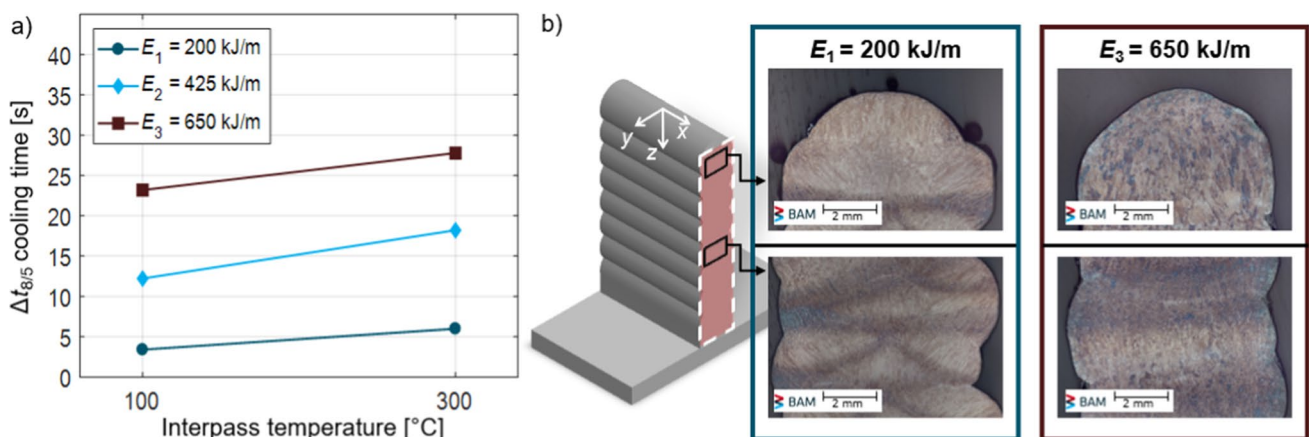 a)
E₁ = 200 kJ/m
E₂ = 425 kJ/m
E₃ = 650 kJ/m
40
35
30
25
20
15
10
5
0
Δt₈/₅ cooling time [s]
100
300
Interpass temperature [°C]
b)
x
y
z
E₁ = 200 kJ/m
E₃ = 650 kJ/m
BAM 2 mm
BAM 2 mm
BAM 2 mm
BAM 2 mm